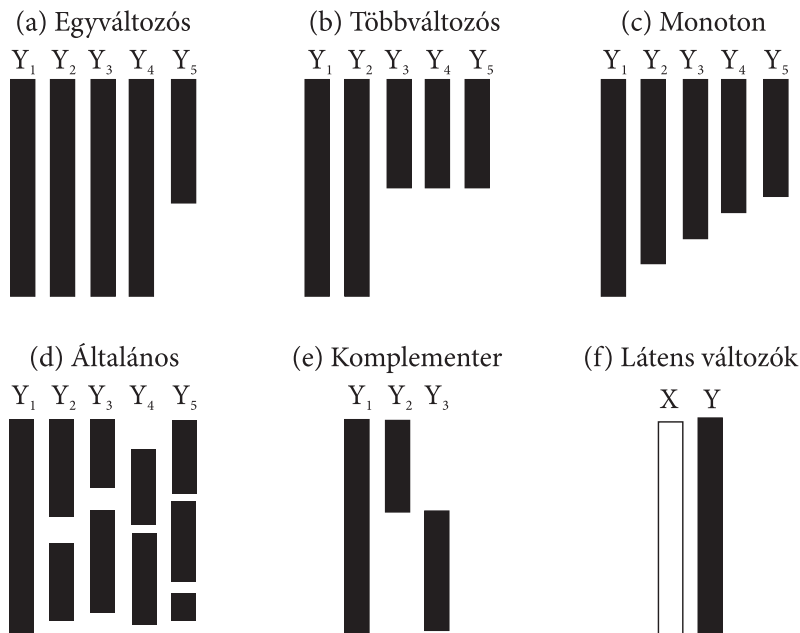 (a) Egyváltozós (b) Többváltozós (c) Monoton
Y1 Y2 Y3 Y4 Y5 Y1 Y2 Y3 Y4 Y5 Y1 Y2 Y3 Y4 Y5
(d) Általános (e) Komplementer (f) Látens változók
Y1 Y2 Y3 Y4 Y5 Y1 Y2 Y3 X Y